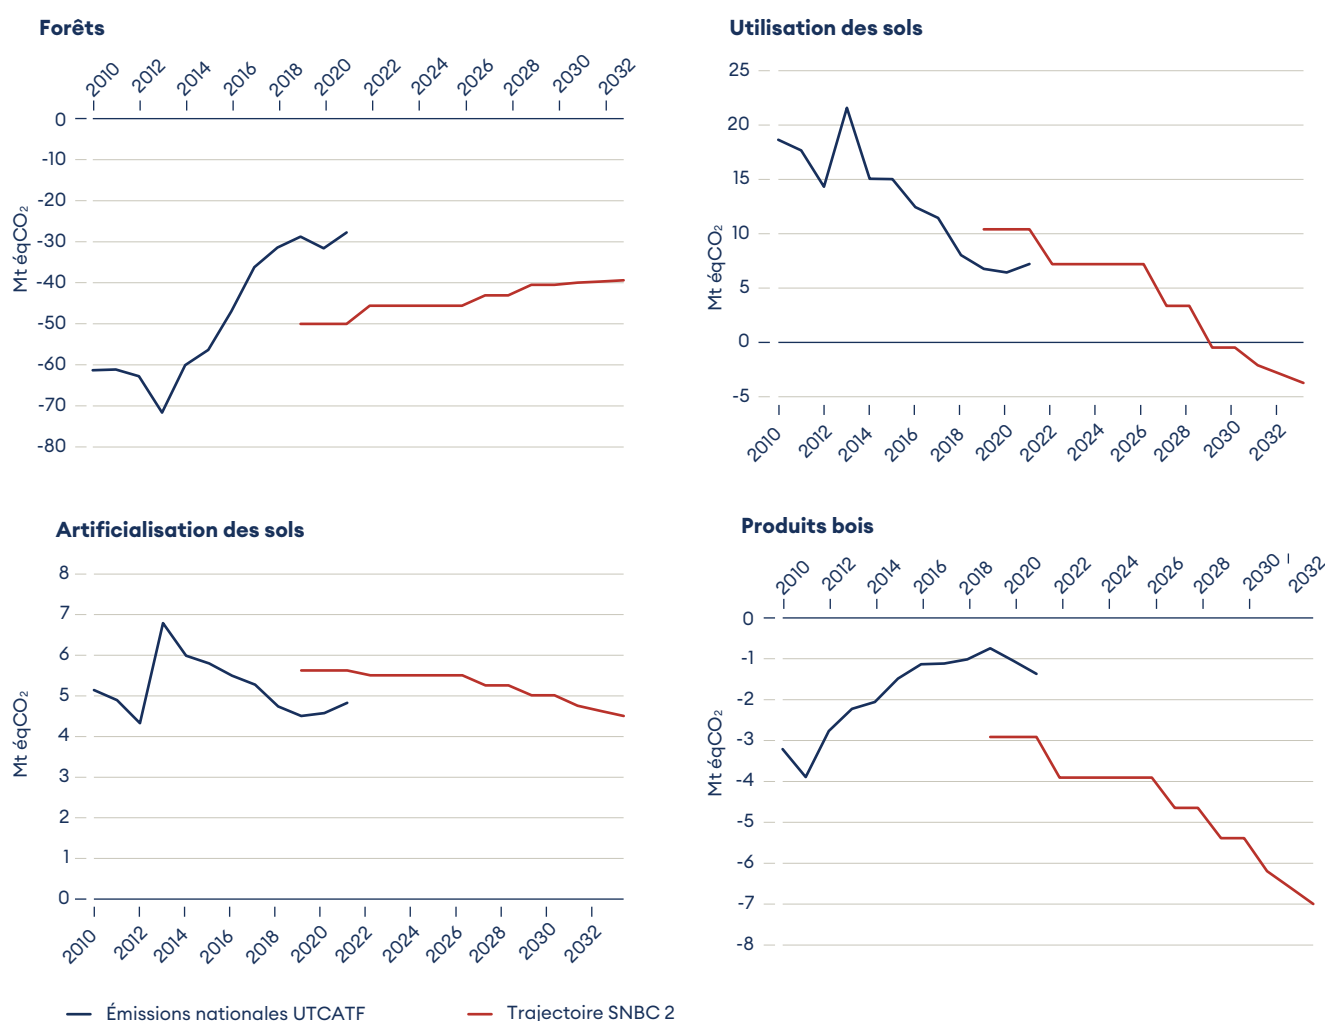 Forêts
2010 2012 2014 2016 2018 2020 2022 2024 2026 2028 2030 2032
0
-10
-20
-30
-40
-50
-60
-70
-80
Mt éqCO₂
Utilisation des sols
25
20
15
10
5
0
-5
Mt éqCO₂
2010 2012 2014 2016 2018 2020 2022 2024 2026 2028 2030 2032
Artificialisation des sols
8
7
6
5
4
3
2
1
0
Mt éqCO₂
2010 2012 2014 2016 2018 2020 2022 2024 2026 2028 2030 2032
Produits bois
2010 2012 2014 2016 2018 2020 2022 2024 2026 2028 2030 2032
0
-1
-2
-3
-4
-5
-6
-7
-8
Mt éqCO₂
Émissions nationales UTCATF
Trajectoire SNBC 2